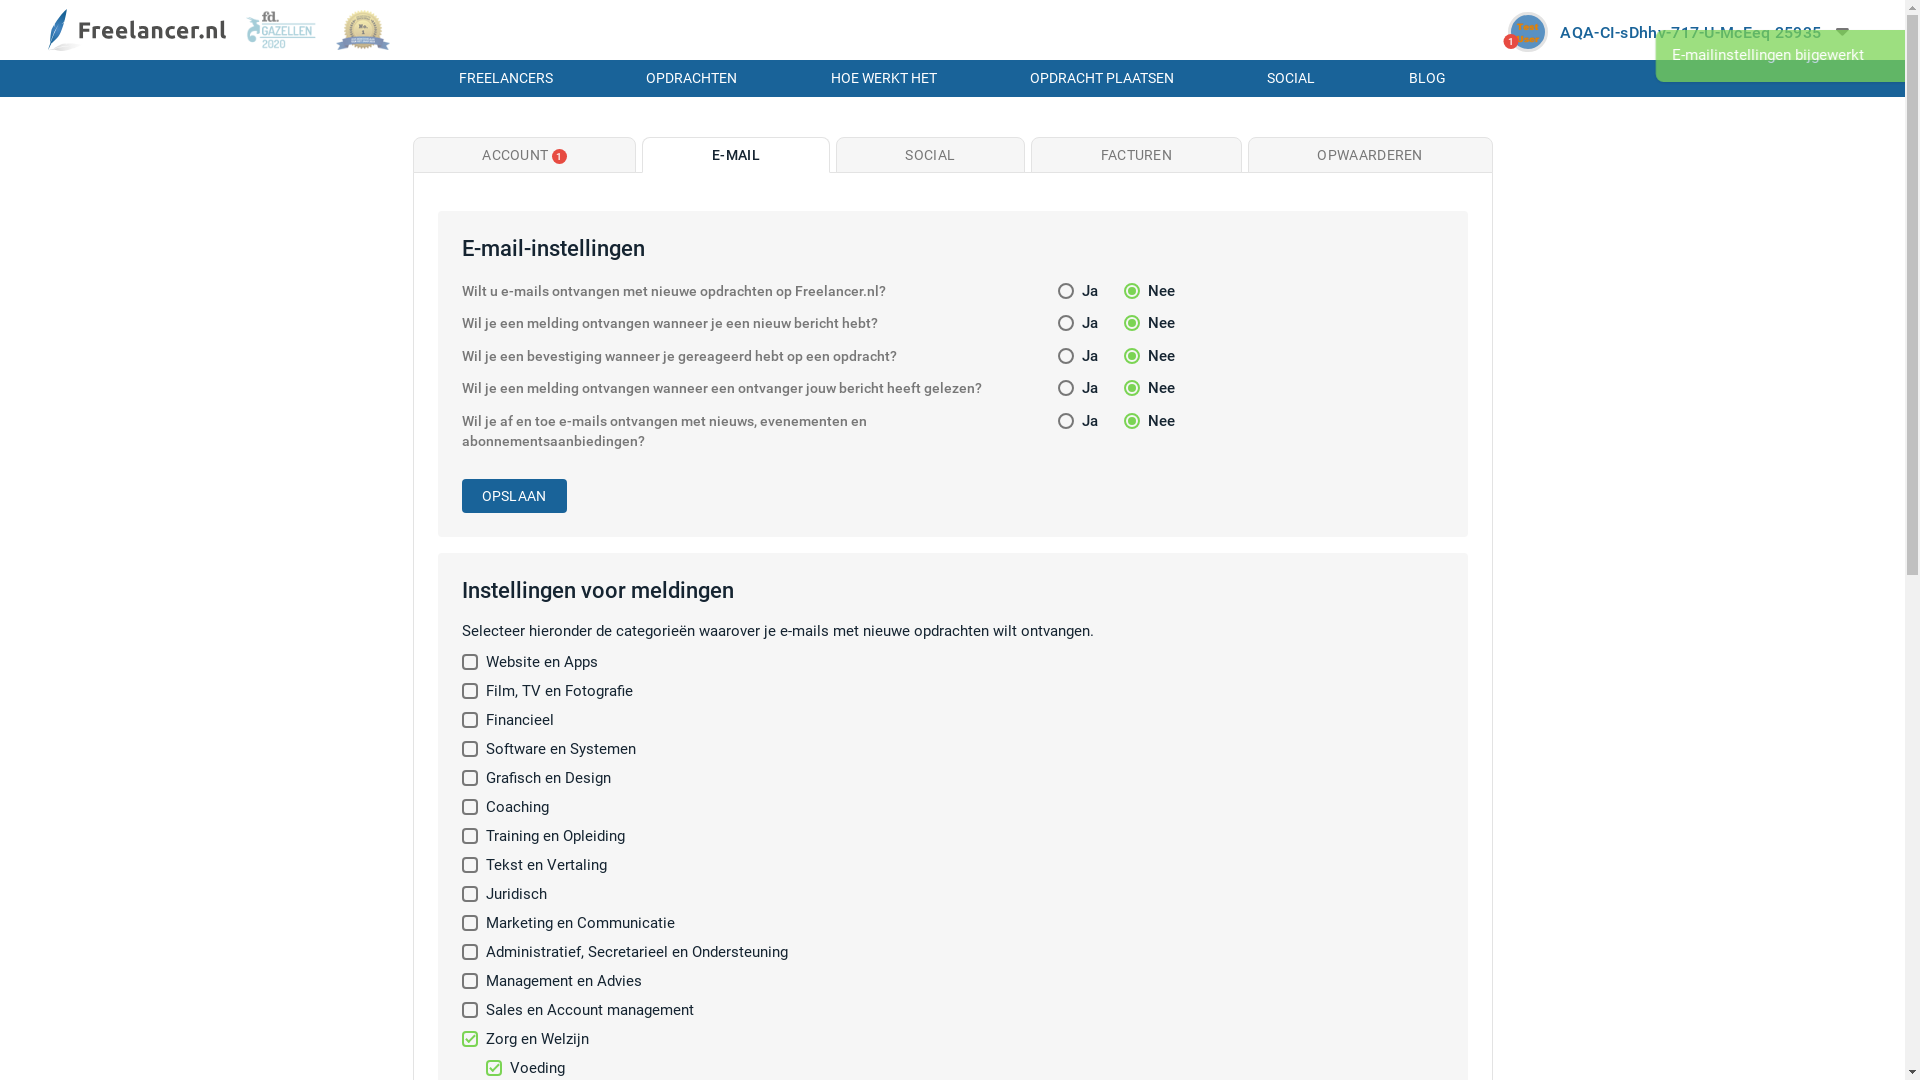 Freelancer.nl
fd.
GAZELLEN
2020
No.
1
1
AQA-CI-sDhhv-717-U-McEeq 25935
E-mailinstellingen bijgewerkt
FREELANCERS
OPDRACHTEN
HOE WERKT HET
OPDRACHT PLAATSEN
SOCIAL
BLOG
ACCOUNT 1
E-MAIL
SOCIAL
FACTUREN
OPWAARDEREN
E-mail-instellingen
Wilt u e-mails ontvangen met nieuwe opdrachten op Freelancer.nl? Ja Nee
Wil je een melding ontvangen wanneer je een nieuw bericht hebt? Ja Nee
Wil je een bevestiging wanneer je gereageerd hebt op een opdracht? Ja Nee
Wil je een melding ontvangen wanneer een ontvanger jouw bericht heeft gelezen? Ja Nee
Wil je af en toe e-mails ontvangen met nieuws, evenementen en Ja Nee
abonnementsaanbiedingen?
OPSLAAN
Instellingen voor meldingen
Selecteer hieronder de categorieën waarover je e-mails met nieuwe opdrachten wilt ontvangen.
Website en Apps
Film, TV en Fotografie
Financieel
Software en Systemen
Grafisch en Design
Coaching
Training en Opleiding
Tekst en Vertaling
Juridisch
Marketing en Communicatie
Administratief, Secretarieel en Ondersteuning
Management en Advies
Sales en Account management
Zorg en Welzijn
Voeding